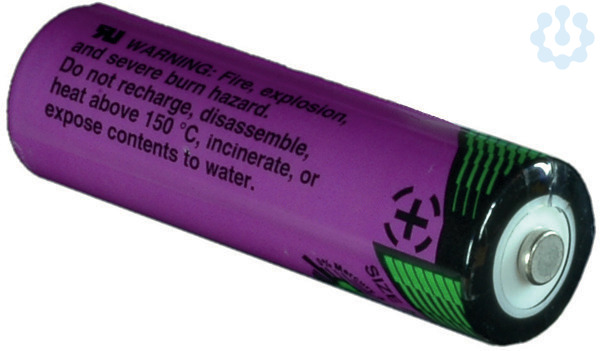 WARNING: Fire, explosion,
and severe burn hazard.
Do not recharge, disassemble,
heat above 150 °C, incinerate, or
expose contents to water.
+